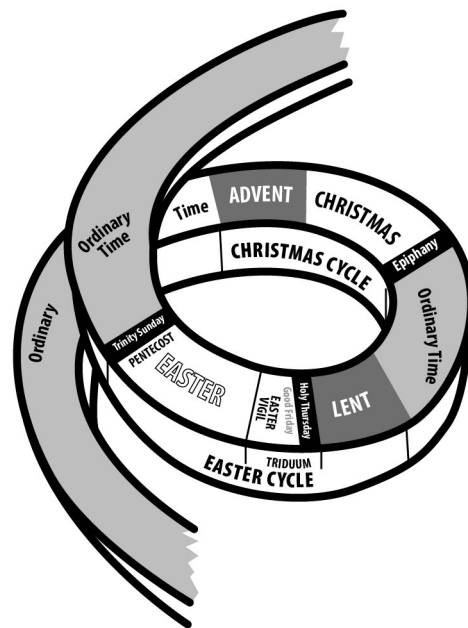 Ordinary
Time
Ordinary
Time
ADVENT
CHRISTMAS
CHRISTMAS CYCLE
Epiphany
Ordinary Time
LENT
Holy Thursday
Good Friday
EASTER
VIGIL
EASTER
PENTECOST
Trinity Sunday
TRIDUUM
EASTER CYCLE